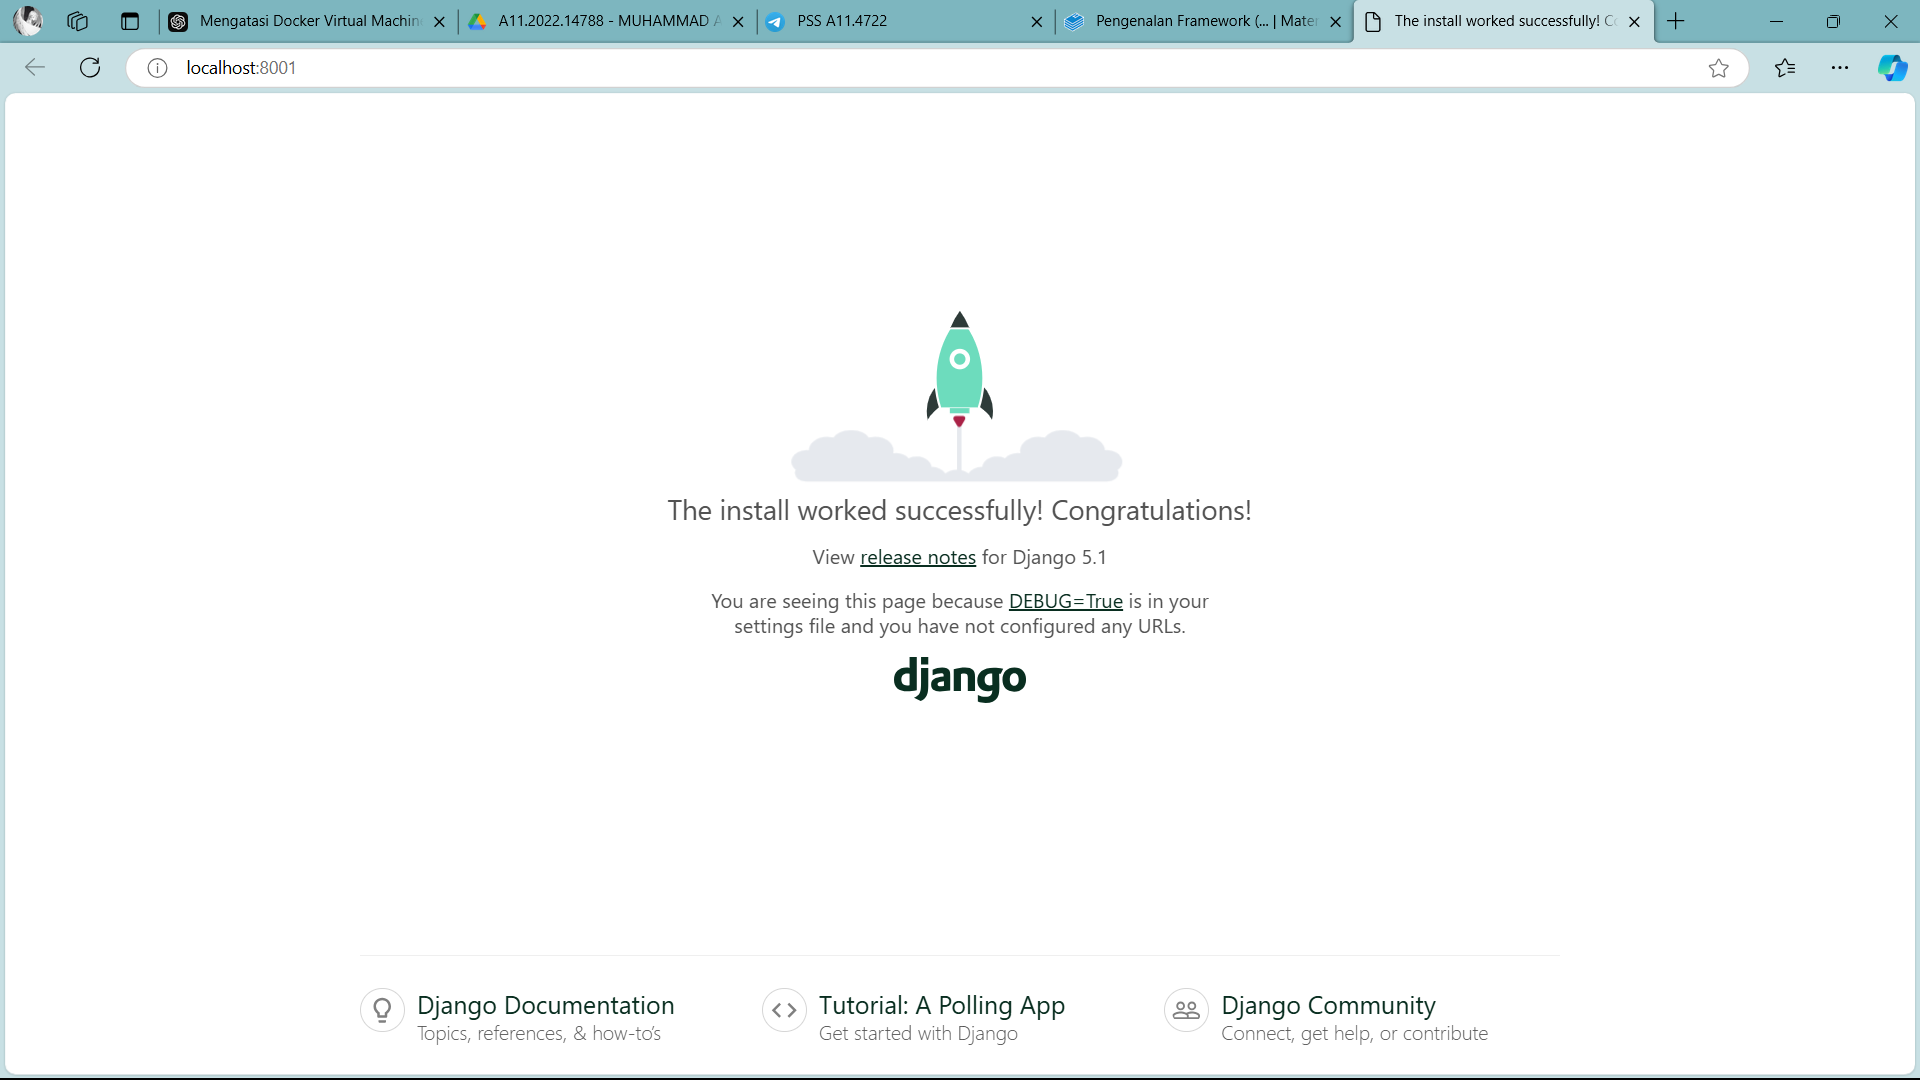 Mengatasi Docker Virtual Machine
A11.2022.14788 - MUHAMMAD A
PSS A11.4722
Pengenalan Framework (... | Mater
The install worked successfully! Co
localhost:8001
The install worked successfully! Congratulations!
View release notes for Django 5.1
You are seeing this page because DEBUG=True is in your
settings file and you have not configured any URLs.
django
Django Documentation
Topics, references, & how-to’s
Tutorial: A Polling App
Get started with Django
Django Community
Connect, get help, or contribute